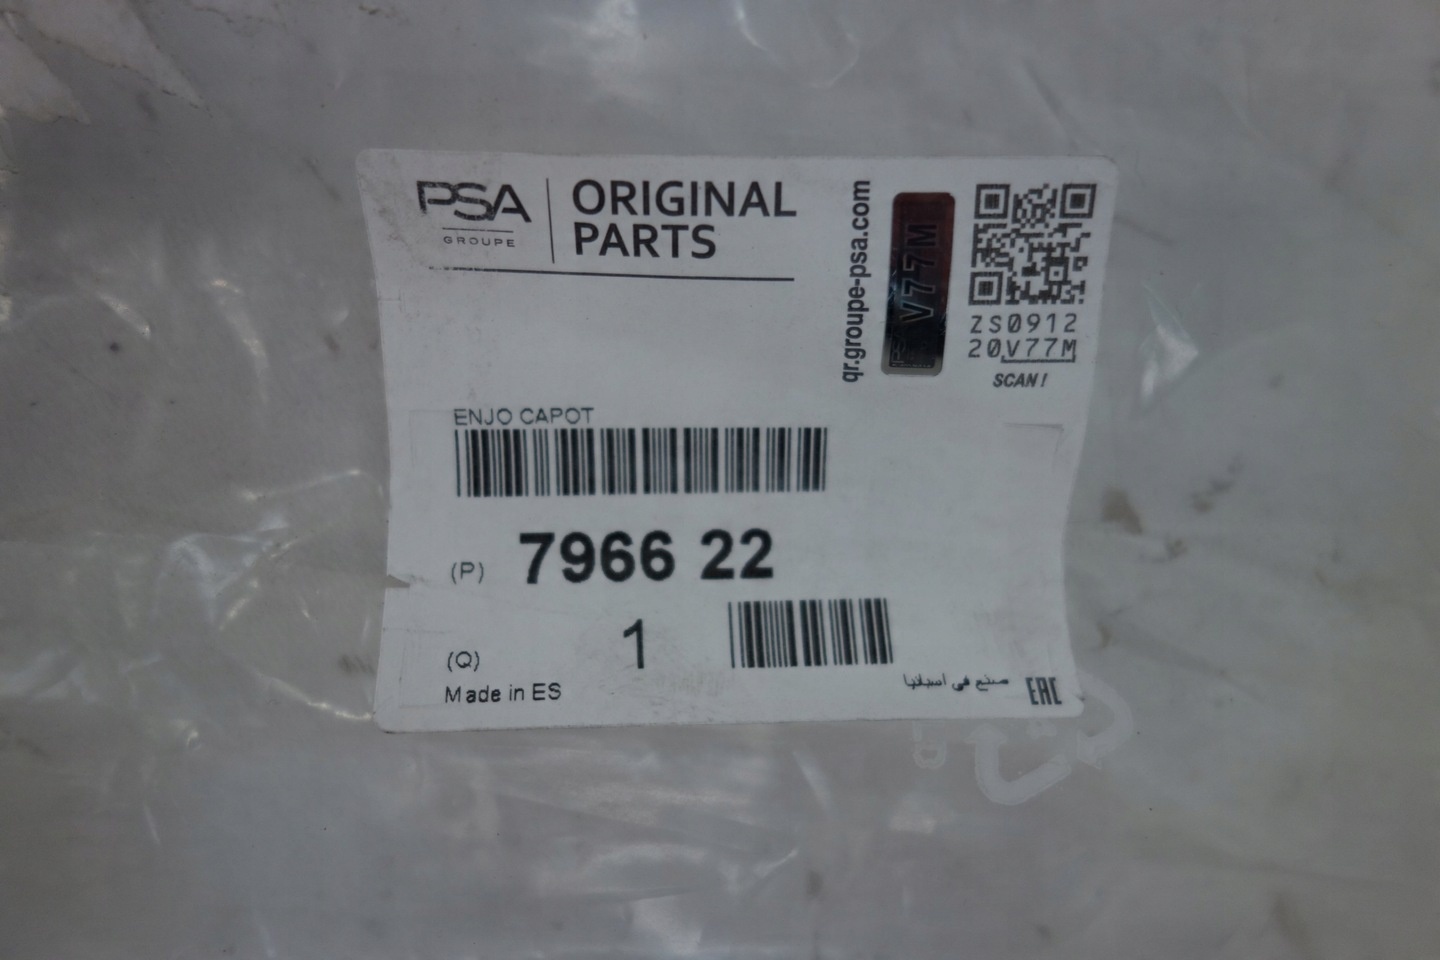 PSA
GROUPE
ORIGINAL
PARTS
qr.groupe-psa.com
PSA V77M
ZS0912
20V77M
SCAN!
ENJO CAPOT
(P) 7966 22
(Q) 1
Made in ES
صنع في اسبانيا
EAC